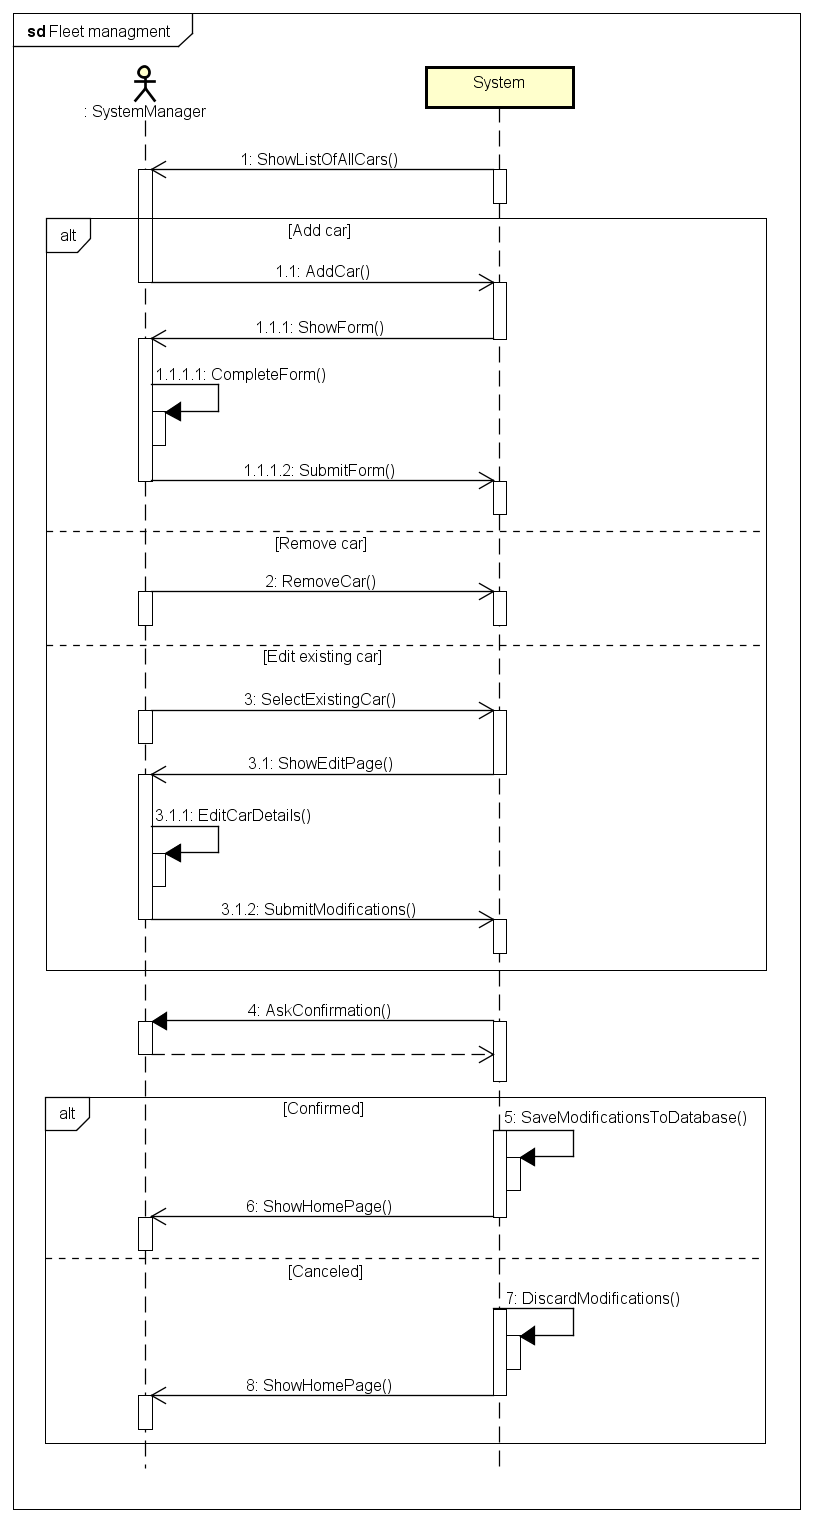 sd Fleet managment
: SystemManager
System
1: ShowListOfAllCars()
alt
[Add car]
1.1: AddCar()
1.1.1: ShowForm()
1.1.1.1: CompleteForm()
1.1.1.2: SubmitForm()
[Remove car]
2: RemoveCar()
[Edit existing car]
3: SelectExistingCar()
3.1: ShowEditPage()
3.1.1: EditCarDetails()
3.1.2: SubmitModifications()
4: AskConfirmation()
alt
[Confirmed]
5: SaveModificationsToDatabase()
6: ShowHomePage()
[Canceled]
7: DiscardModifications()
8: ShowHomePage()